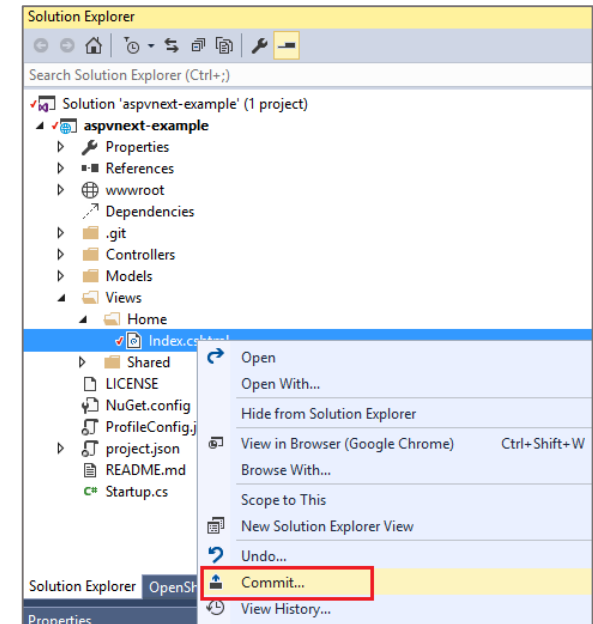 Solution Explorer
Search Solution Explorer (Ctrl+;)
Solution 'aspvnext-example' (1 project)
aspvnext-example
Properties
References
wwwroot
Dependencies
.git
Controllers
Models
Views
Home
Index.cshtml
Shared
LICENSE
NuGet.config
ProfileConfig.j
project.json
README.md
C# Startup.cs
Open
Open With...
Hide from Solution Explorer
View in Browser (Google Chrome) Ctrl+Shift+W
Browse With...
Scope to This
New Solution Explorer View
Undo...
Commit...
View History...
Solution Explorer OpenSh
Properties